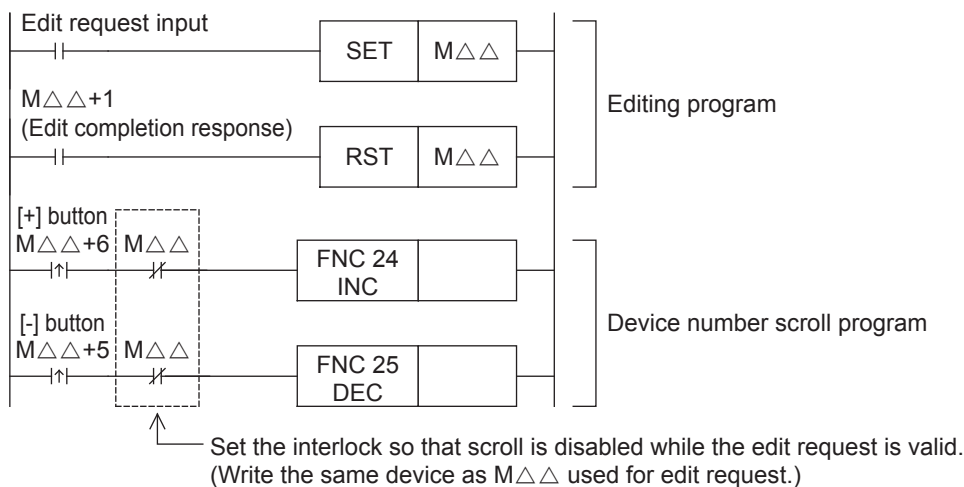 Edit request input
SET M△△
Editing program
M△△+1
(Edit completion response)
RST M△△
[+] button
M△△+6 M△△
FNC 24
INC
Device number scroll program
[-] button
M△△+5 M△△
FNC 25
DEC
Set the interlock so that scroll is disabled while the edit request is valid.
(Write the same device as M△△ used for edit request.)